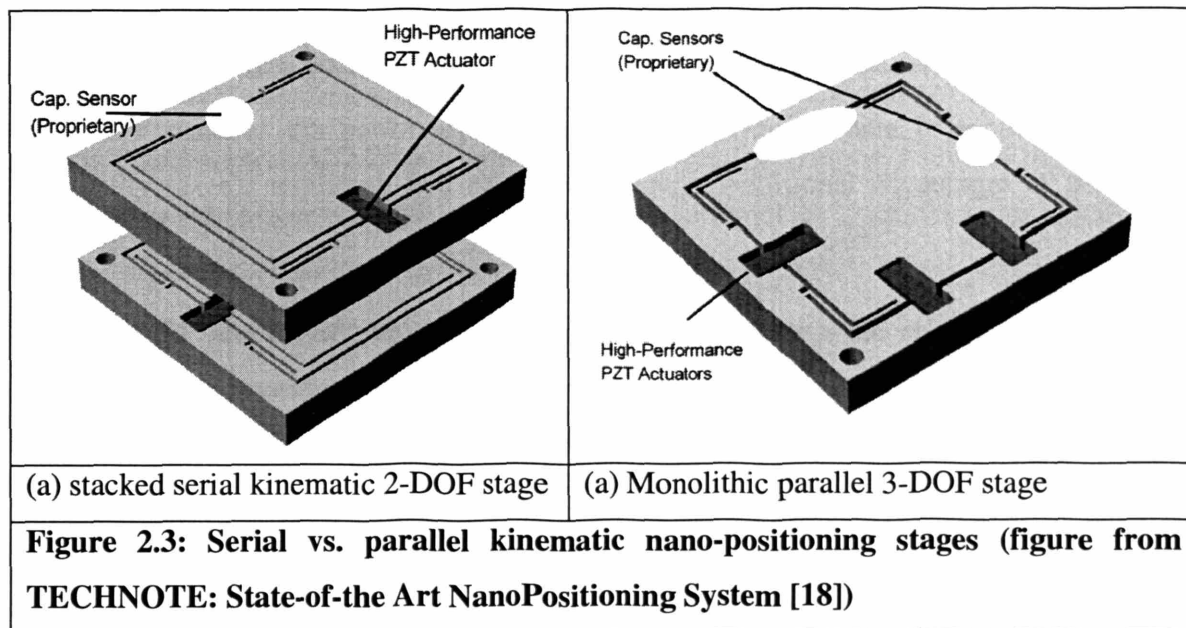 High-Performance
PZT Actuator
Cap. Sensor
(Proprietary)
Cap. Sensors
(Proprietary)
High-Performance
PZT Actuators
(a) stacked serial kinematic 2-DOF stage
(a) Monolithic parallel 3-DOF stage
Figure 2.3: Serial vs. parallel kinematic nano-positioning stages (figure from
TECHNOTE: State-of-the Art NanoPositioning System [18])